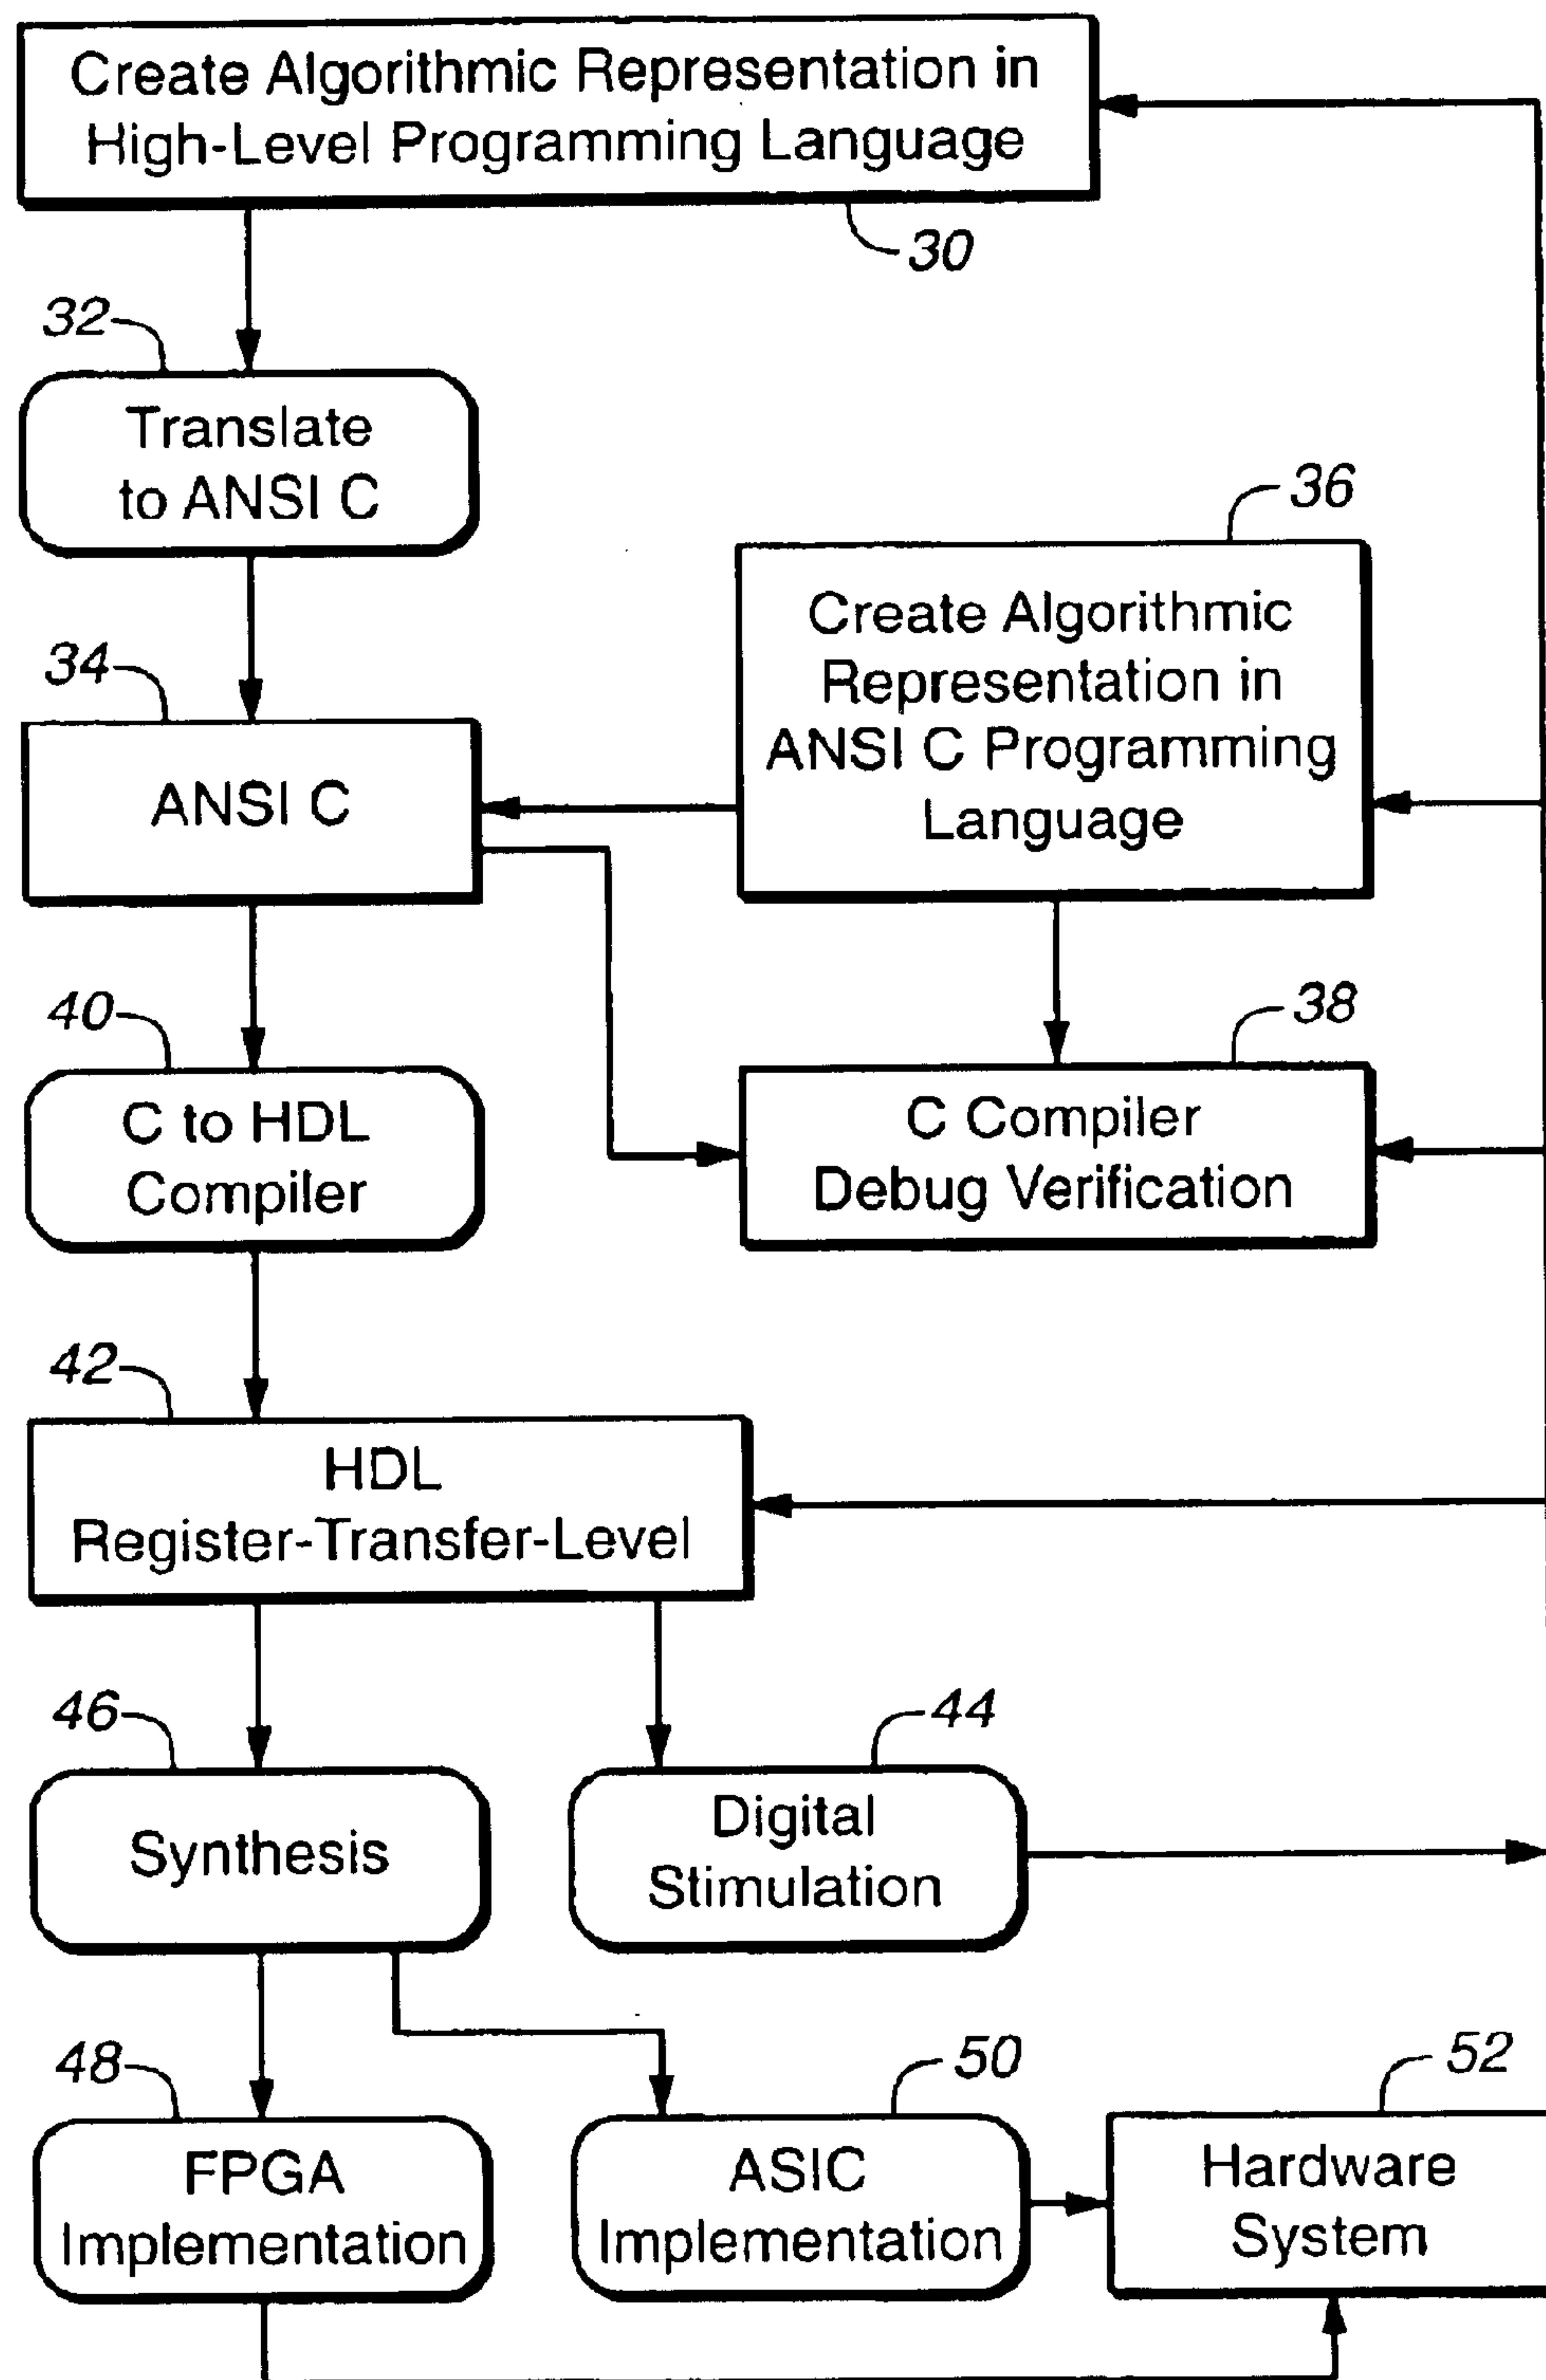 Create Algorithmic Representation in
High-Level Programming Language
30
32
Translate
to ANSI C
36
Create Algorithmic
Representation in
ANSI C Programming
Language
34
ANSI C
38
C Compiler
Debug Verification
40
C to HDL
Compiler
42
HDL
Register-Transfer-Level
46
Synthesis
44
Digital
Stimulation
48
FPGA
Implementation
50
ASIC
Implementation
52
Hardware
System